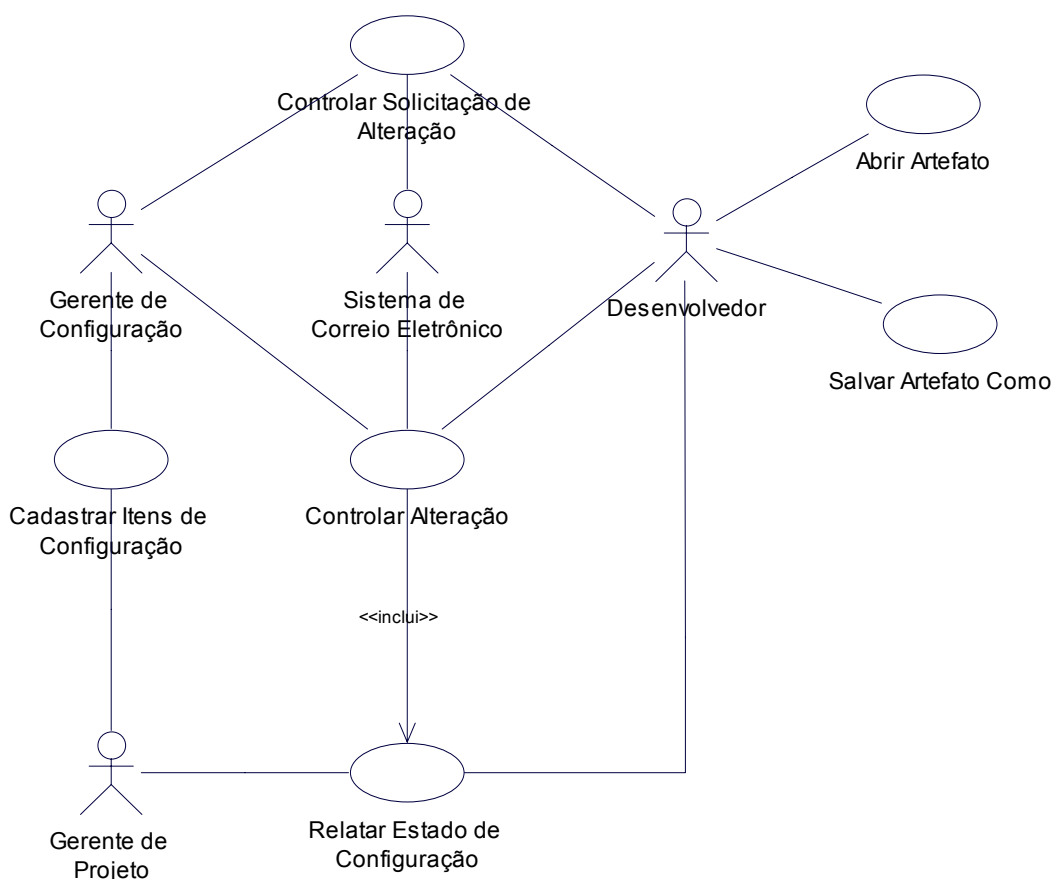 Controlar Solicitação de
Alteração
Abrir Artefato
Gerente de
Configuração
Sistema de
Correio Eletrônico
Desenvolvedor
Salvar Artefato Como
Cadastrar Itens de
Configuração
Controlar Alteração
<<inclui>>
Gerente de
Projeto
Relatar Estado de
Configuração